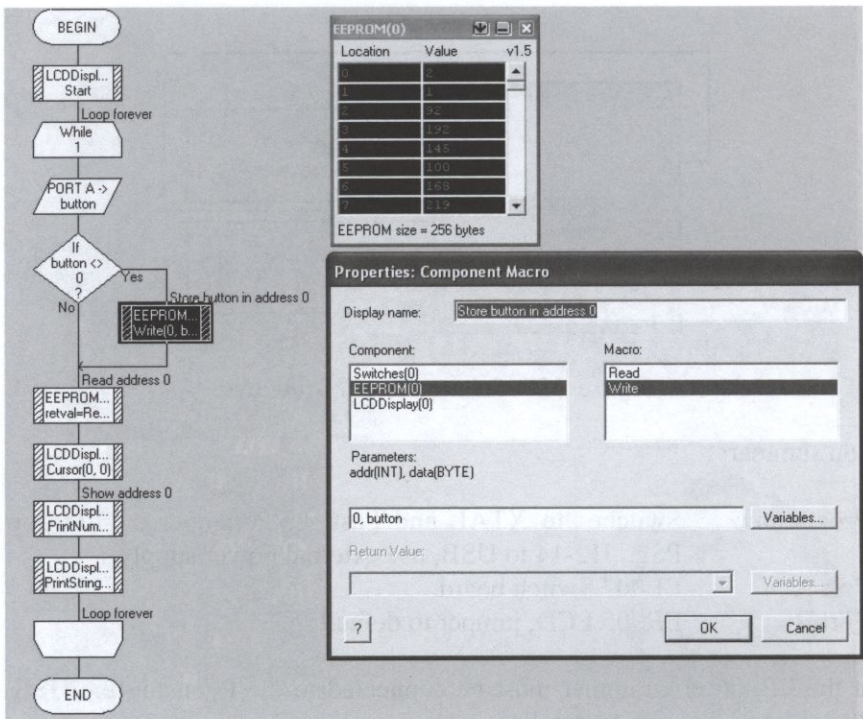 BEGIN
LCDDispl...
Start
Loop forever
While
1
PORT A ->
button
If
button <>
0
?
Yes
No
Store button in address 0
EEPROM...
Write(0, b...
Read address 0
EEPROM...
retval=Re...
LCDDispl...
Cursor(0, 0)
Show address 0
LCDDispl...
PrintNum...
LCDDispl...
PrintString...
Loop forever
END
EEPROM(0)
Location Value v1.5
0 2
1 1
2 92
3 192
4 145
5 100
6 168
7 219
EEPROM size = 256 bytes
Properties: Component Macro
Display name: Store button in address 0
Component: Macro:
Switches(0) Read
EEPROM(0) Write
LCDDisplay(0)
Parameters:
addr(INT), data(BYTE)
0, button Variables...
Return Value:
Variables...
? OK Cancel